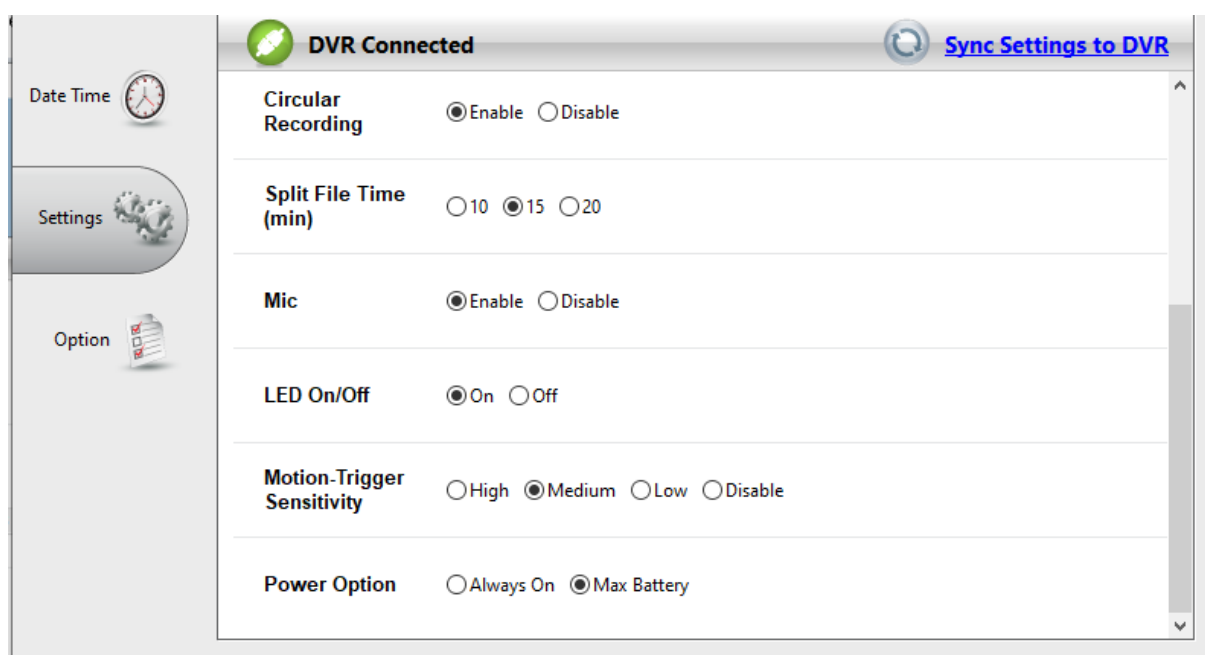 DVR Connected
Sync Settings to DVR
Date Time
Settings
Option
Circular
Recording
Enable Disable
Split File Time
(min)
10 15 20
Mic
Enable Disable
LED On/Off
On Off
Motion-Trigger
Sensitivity
High Medium Low Disable
Power Option
Always On Max Battery